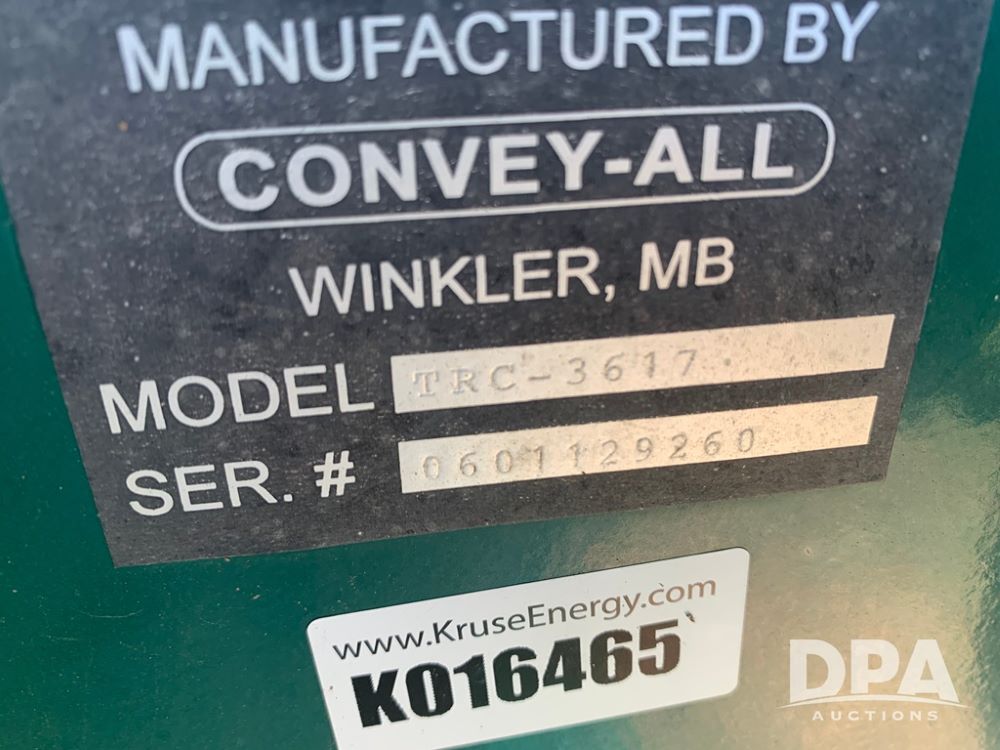 MANUFACTURED BY
CONVEY-ALL
WINKLER, MB
MODEL TRC-3617
SER. # 0601129260
www.KruseEnergy.com
K016465
DPA
AUCTIONS